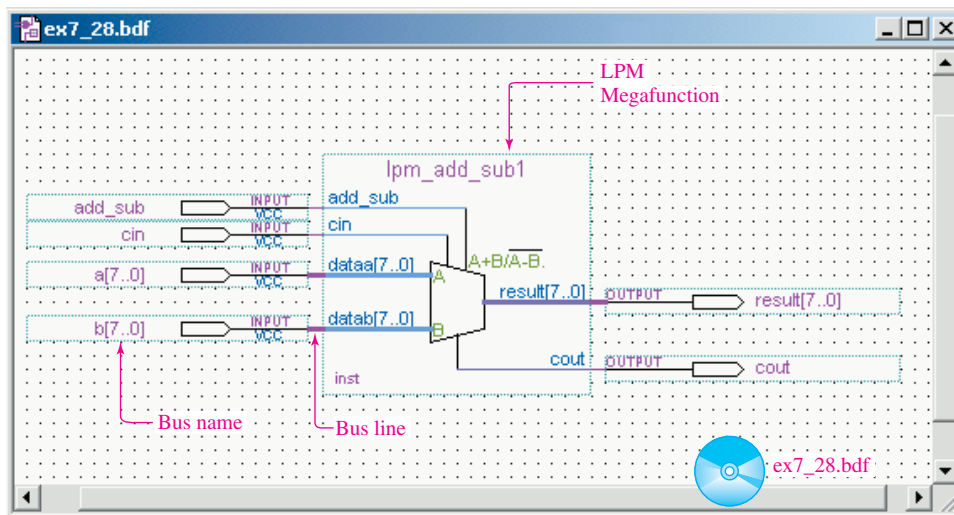 ex7_28.bdf
LPM
Megafunction
lpm_add_sub1
add_sub INPUT VCC add_sub
cin INPUT VCC cin
A+B/A-B.
a[7..0] INPUT VCC dataa[7..0] A
result[7..0] OUTPUT result[7..0]
b[7..0] INPUT VCC datab[7..0] B
cout OUTPUT cout
inst
Bus name
Bus line
ex7_28.bdf